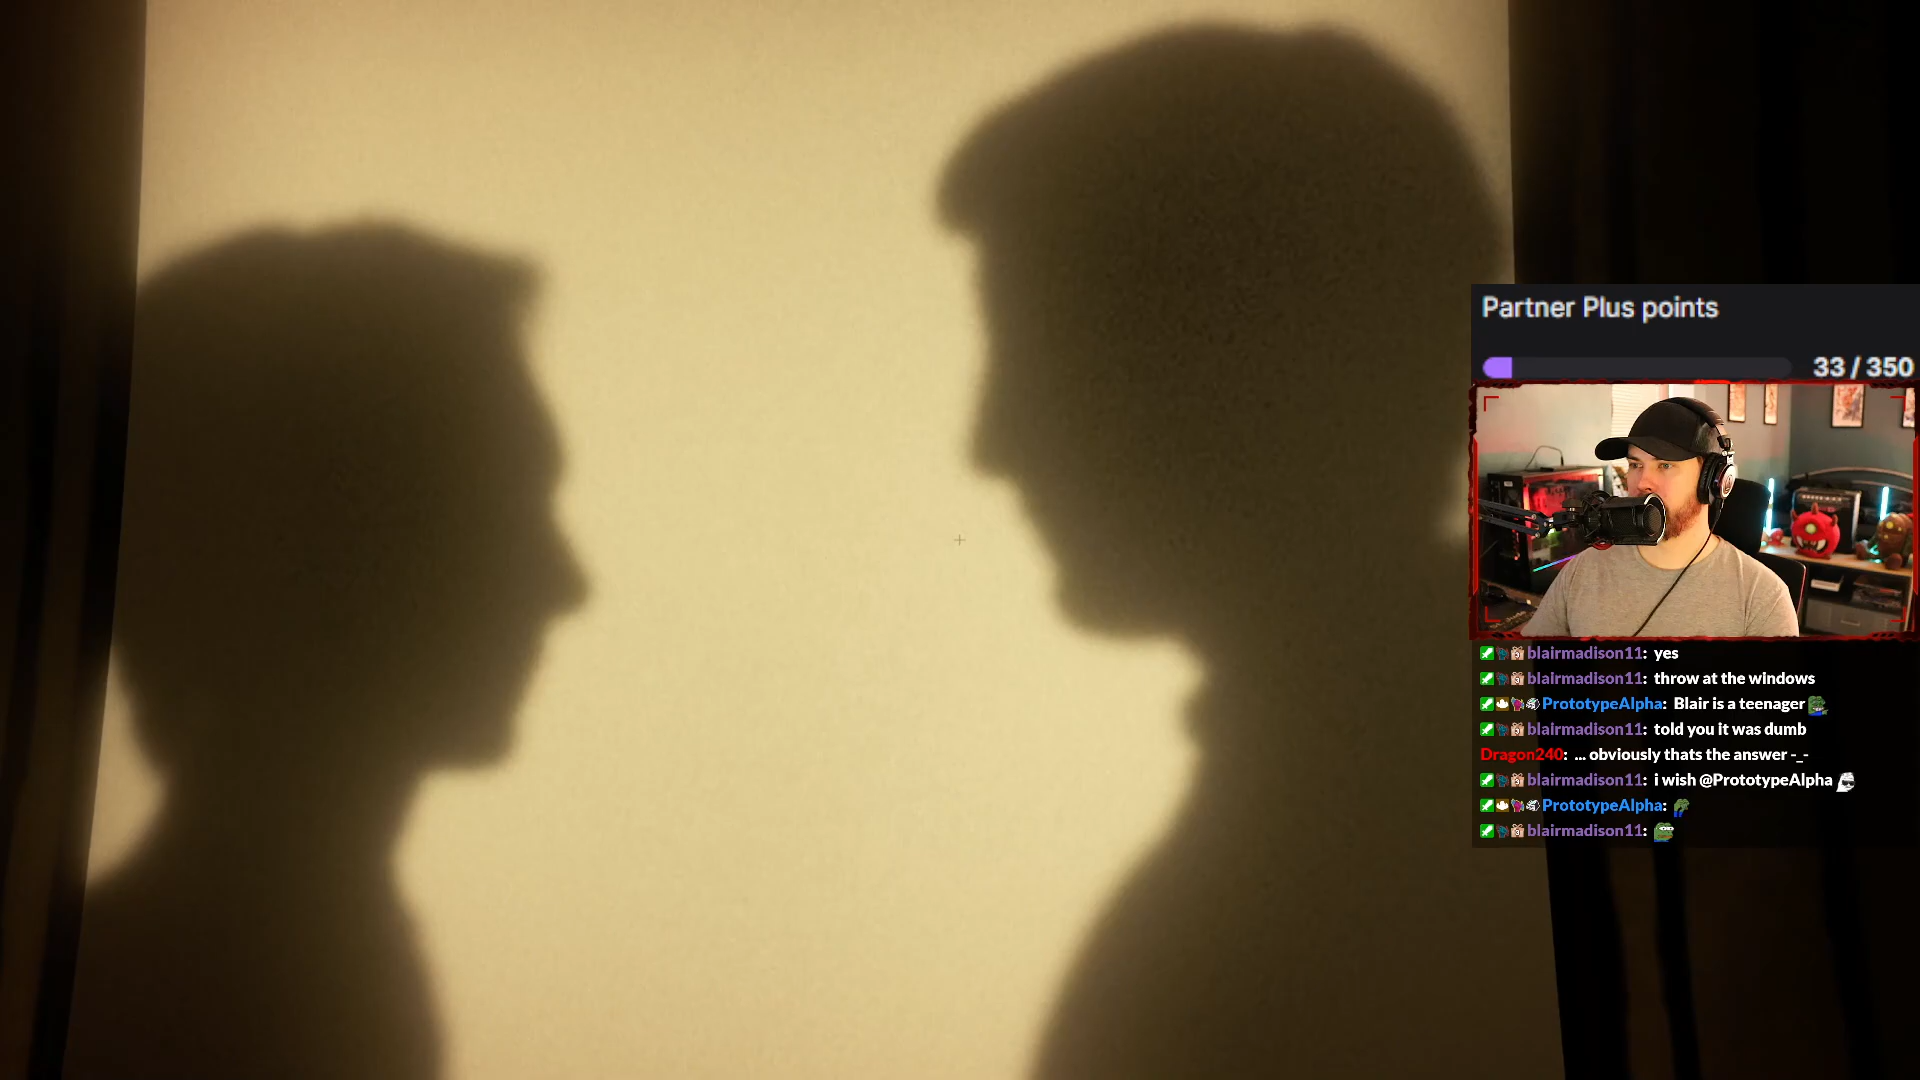 Partner Plus points
33 / 350
blairmadison11: yes
blairmadison11: throw at the windows
PrototypeAlpha: Blair is a teenager
blairmadison11: told you it was dumb
Dragon240: ... obviously thats the answer -_-
blairmadison11: i wish @PrototypeAlpha
PrototypeAlpha:
blairmadison11: